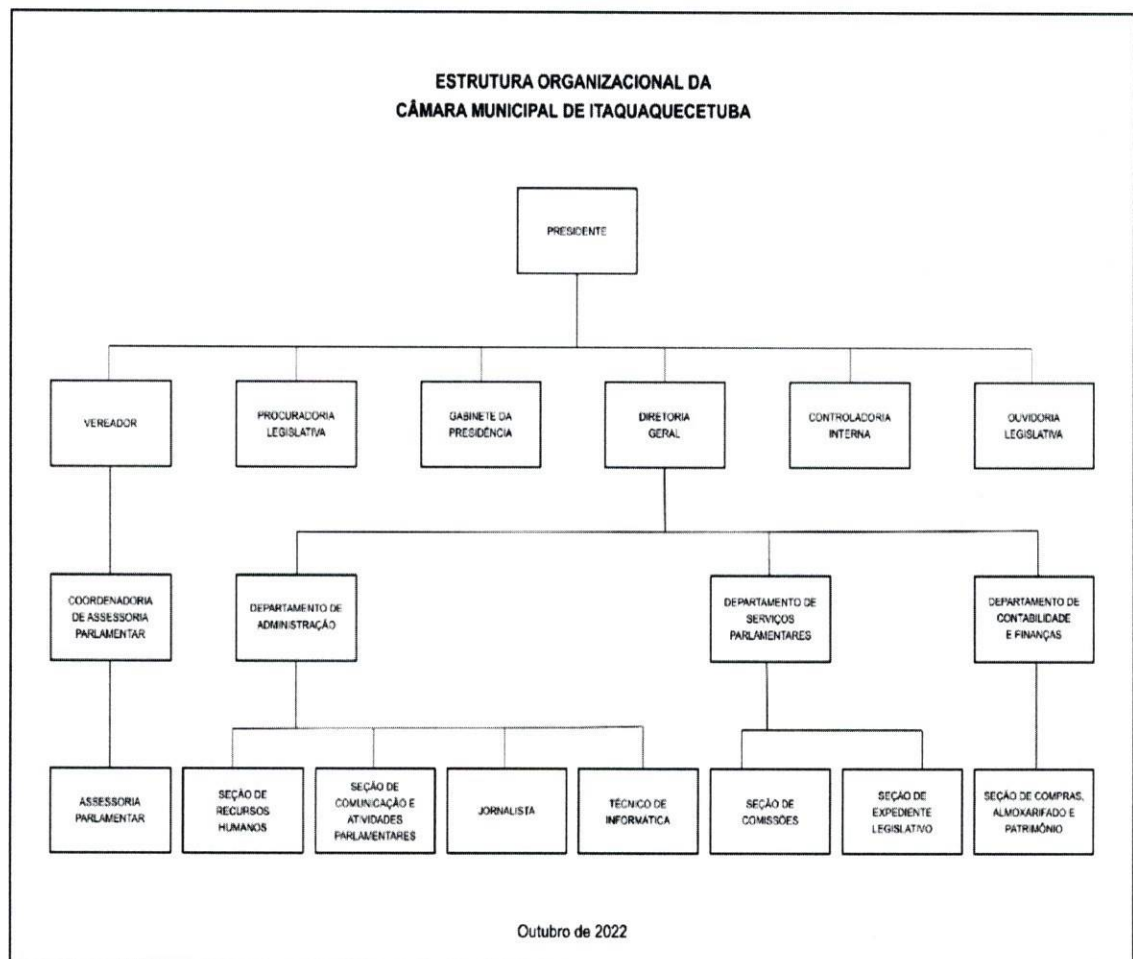 ESTRUTURA ORGANIZACIONAL DA
CÂMARA MUNICIPAL DE ITAQUAQUECETUBA
PRESIDENTE
VEREADOR
PROCURADORIA
LEGISLATIVA
GABINETE DA
PRESIDÊNCIA
DIRETORIA
GERAL
CONTROLADORIA
INTERNA
OUVIDORIA
LEGISLATIVA
COORDENADORIA
DE ASSESSORIA
PARLAMENTAR
DEPARTAMENTO DE
ADMINISTRAÇÃO
DEPARTAMENTO DE
SERVIÇOS
PARLAMENTARES
DEPARTAMENTO DE
CONTABILIDADE
E FINANÇAS
ASSESSORIA
PARLAMENTAR
SEÇÃO DE
RECURSOS
HUMANOS
SEÇÃO DE
COMUNICAÇÃO E
ATIVIDADES
PARLAMENTARES
JORNALISTA
TÉCNICO DE
INFORMÁTICA
SEÇÃO DE
COMISSÕES
SEÇÃO DE
EXPEDIENTE
LEGISLATIVO
SEÇÃO DE COMPRAS,
ALMOXARIFADO E
PATRIMÔNIO
Outubro de 2022